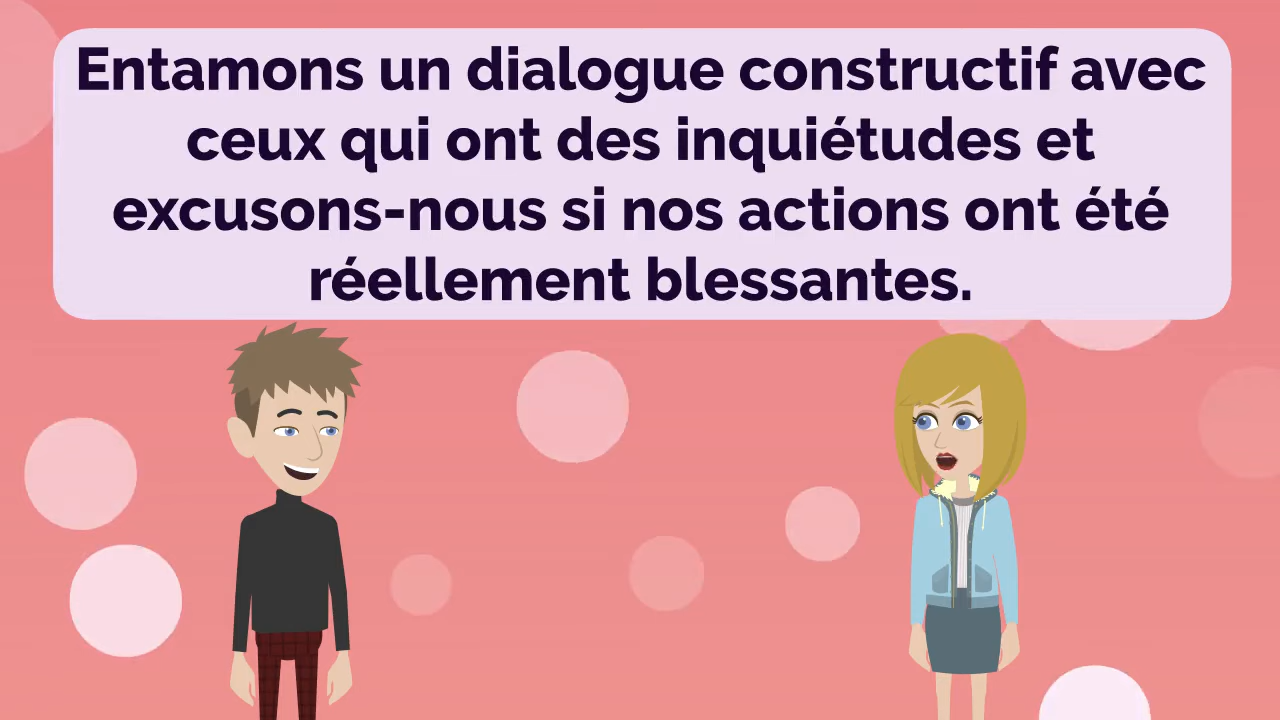 Entamons un dialogue constructif avec
ceux qui ont des inquiétudes et
excusons-nous si nos actions ont été
réellement blessantes.